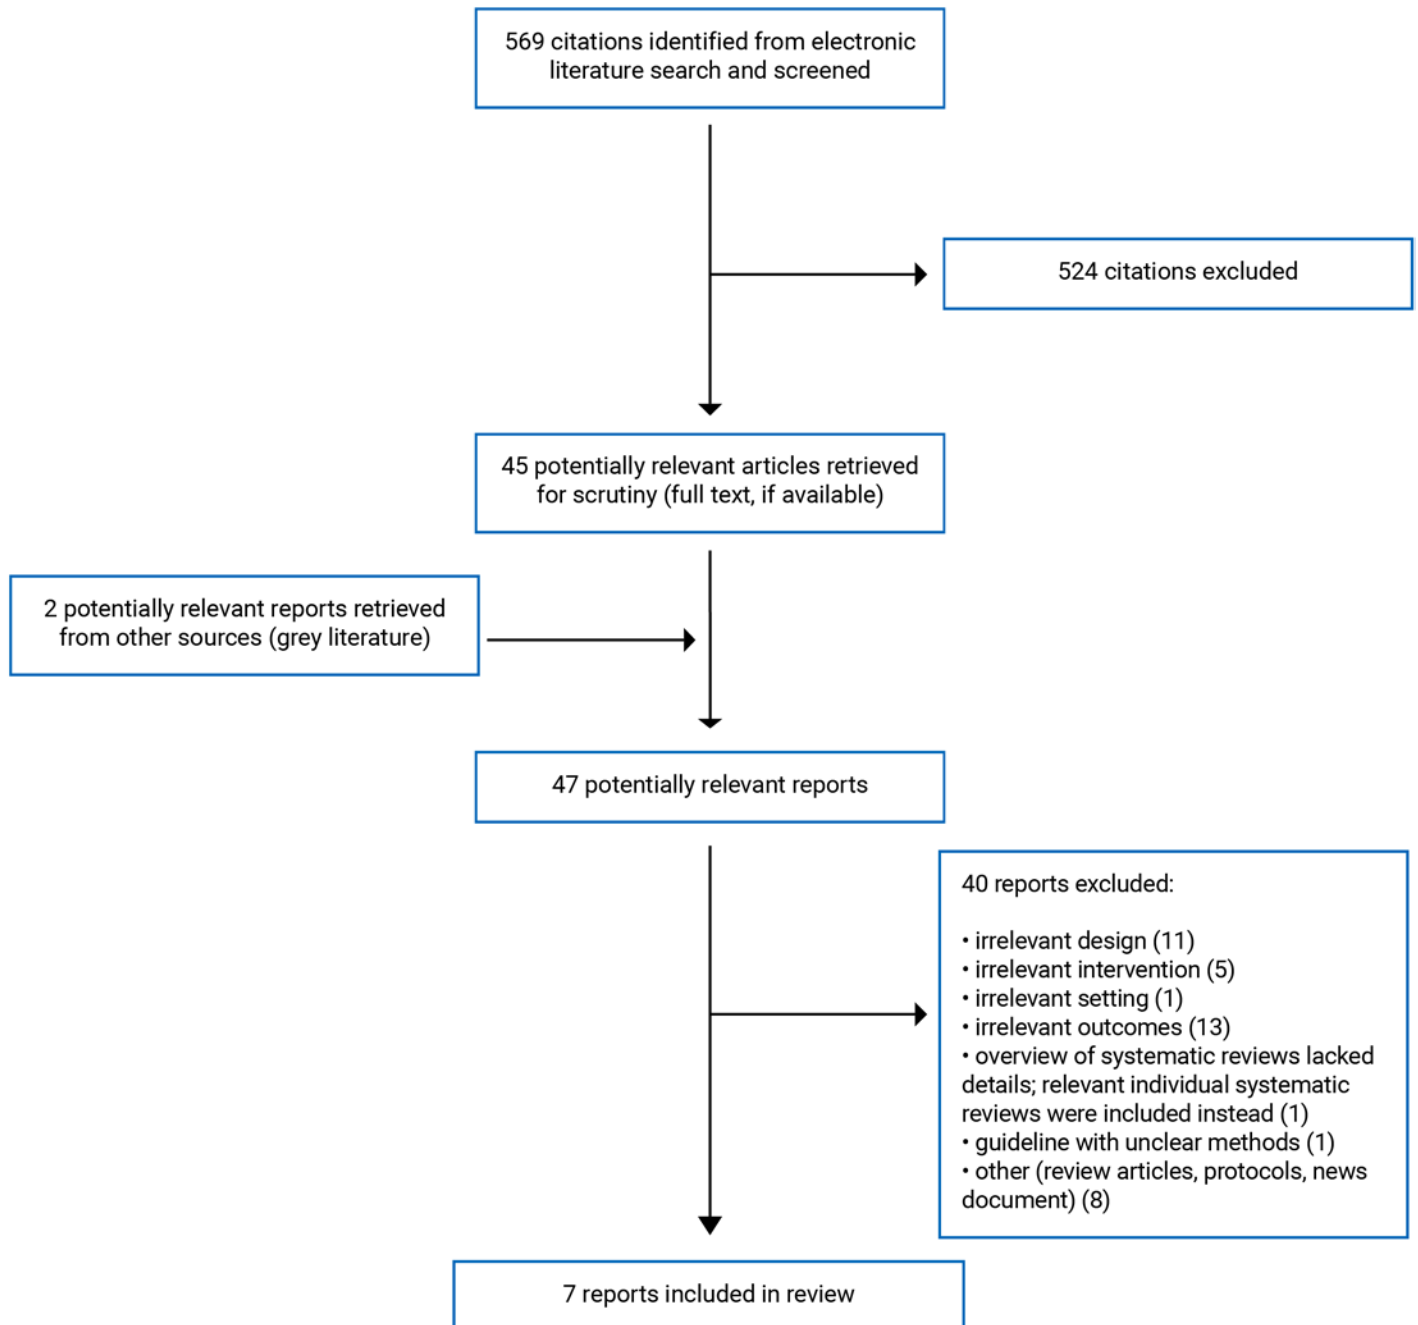 569 citations identified from electronic
literature search and screened
524 citations excluded
45 potentially relevant articles retrieved
for scrutiny (full text, if available)
2 potentially relevant reports retrieved
from other sources (grey literature)
47 potentially relevant reports
40 reports excluded:
• irrelevant design (11)
• irrelevant intervention (5)
• irrelevant setting (1)
• irrelevant outcomes (13)
• overview of systematic reviews lacked
details; relevant individual systematic
reviews were included instead (1)
• guideline with unclear methods (1)
• other (review articles, protocols, news
document) (8)
7 reports included in review